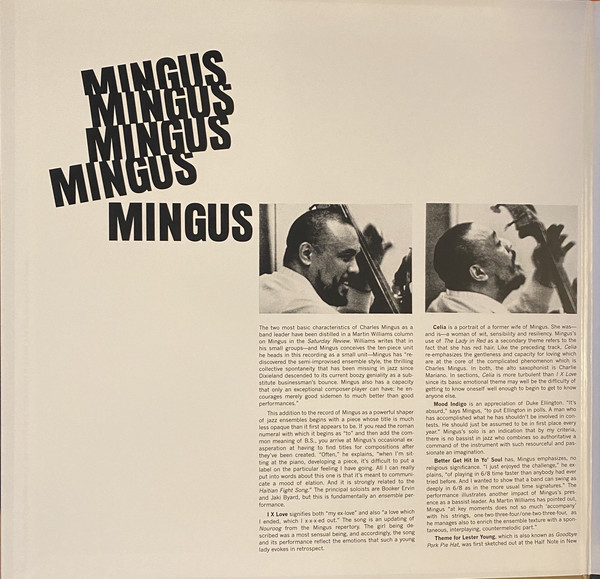 MINGUS
MINGUS
MINGUS
MINGUS
MINGUS
The two most basic characteristics of Charles Mingus as a
band leader have been distilled in a Martin Williams column
on Mingus in the Saturday Review. Williams writes that in
his small groups—and Mingus conceives the ten-piece unit
he heads in this recording as a small unit—Mingus has "re-
discovered the semi-improvised ensemble style, the thrilling
collective spontaneity that has been missing in jazz since
Dixieland descended to its current boozy geniality as a sub-
stitute businessman's bounce. Mingus also has a capacity
that only an exceptional composer-player can have: he en-
courages merely good sidemen to much better than good
performances."
This addition to the record of Mingus as a powerful shaper
of jazz ensembles begins with a piece whose title is much
less opaque than it first appears to be. If you read the roman
numeral with which it begins as "to" and then add the com-
mon meaning of B.S., you arrive at Mingus's occasional ex-
asperation at having to find titles for compositions after
they've been created. "Often," he explains, "when I'm sit-
ting at the piano, developing a piece, it's difficult to put a
label on the particular feeling I have going. All I can really
put into words about this one is that it's meant to communi-
cate a mood of elation. And it is strongly related to the
Haitian Fight Song." The principal soloists are Booker Ervin
and Jaki Byard, but this is fundamentally an ensemble per-
formance.
I X Love signifies both "my ex-love" and also "a love which
I ended, which I x-x-x-ed out." The song is an updating of
Nouroog from the Mingus repertory. The girl being de-
scribed was a most sensual being, and accordingly, the song
and its performance reflect the emotions that such a young
lady evokes in retrospect.
Celia is a portrait of a former wife of Mingus. She was—
and is—a woman of wit, sensibility and resiliency. Mingus's
use of The Lady in Red as a secondary theme refers to the
fact that she has red hair. Like the preceding track, Celia
re-emphasizes the gentleness and capacity for loving which
are at the core of the complicated phenomenon which is
Charles Mingus. In both, the alto saxophonist is Charlie
Mariano. In sections, Celia is more turbulent than I X Love
since its basic emotional theme may well be the difficulty of
getting to know oneself well enough to begin to get to know
anyone else.
Mood Indigo is an appreciation of Duke Ellington. "It's
absurd," says Mingus, "to put Ellington in polls. A man who
has accomplished what he has shouldn't be involved in con-
tests. He should just be assumed to be in first place every
year." Mingus's solo is an indication that by my criteria,
there is no bassist in jazz who combines so authoritative a
command of the instrument with such resourceful and pas-
sionate an imagination.
Better Get Hit In Yo' Soul has, Mingus emphasizes, no
religious significance. "I just enjoyed the challenge," he ex-
plains, "of playing in 6/8 time faster than anybody had ever
tried before. And I wanted to show that a band can swing as
deeply in 6/8 as in the more usual time signatures." The
performance illustrates another impact of Mingus's pres-
ence as a bassist-leader. As Martin Williams has pointed out,
Mingus "at key moments does not so much 'accompany'
with his strings, one-two-three-four/one-two-three-four, as
he manages also to enrich the ensemble texture with a spon-
taneous, interplaying, countermelodic part."
Theme for Lester Young, which is also known as Goodbye
Pork Pie Hat, was first sketched out at the Half Note in New